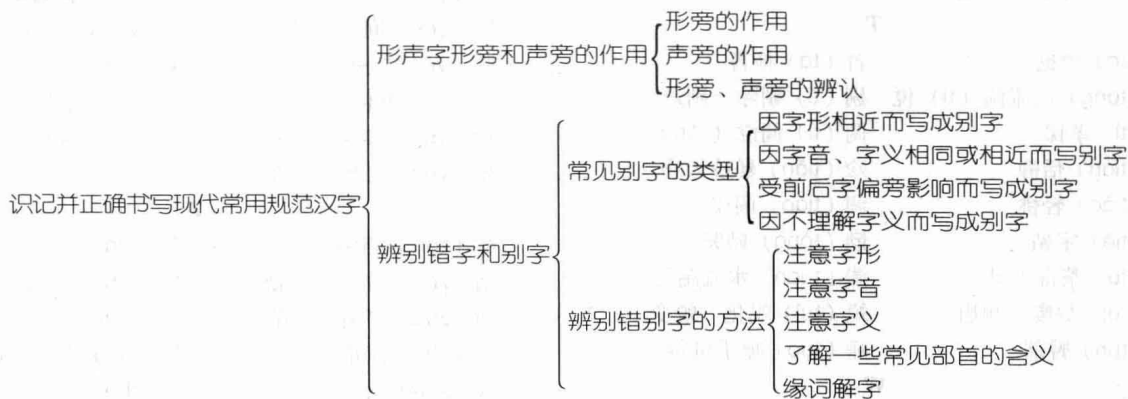 形旁的作用
形声字形旁和声旁的作用
声旁的作用
形旁、声旁的辨认
因字形相近而写成别字
常见别字的类型
因字音、字义相同或相近而写别字
受前后字偏旁影响而写成别字
识记并正确书写现代常用规范汉字
因不理解字义而写成别字
辨别错字和别字
注意字形
注意字音
辨别错别字的方法
注意字义
了解一些常见部首的含义
缘词解字